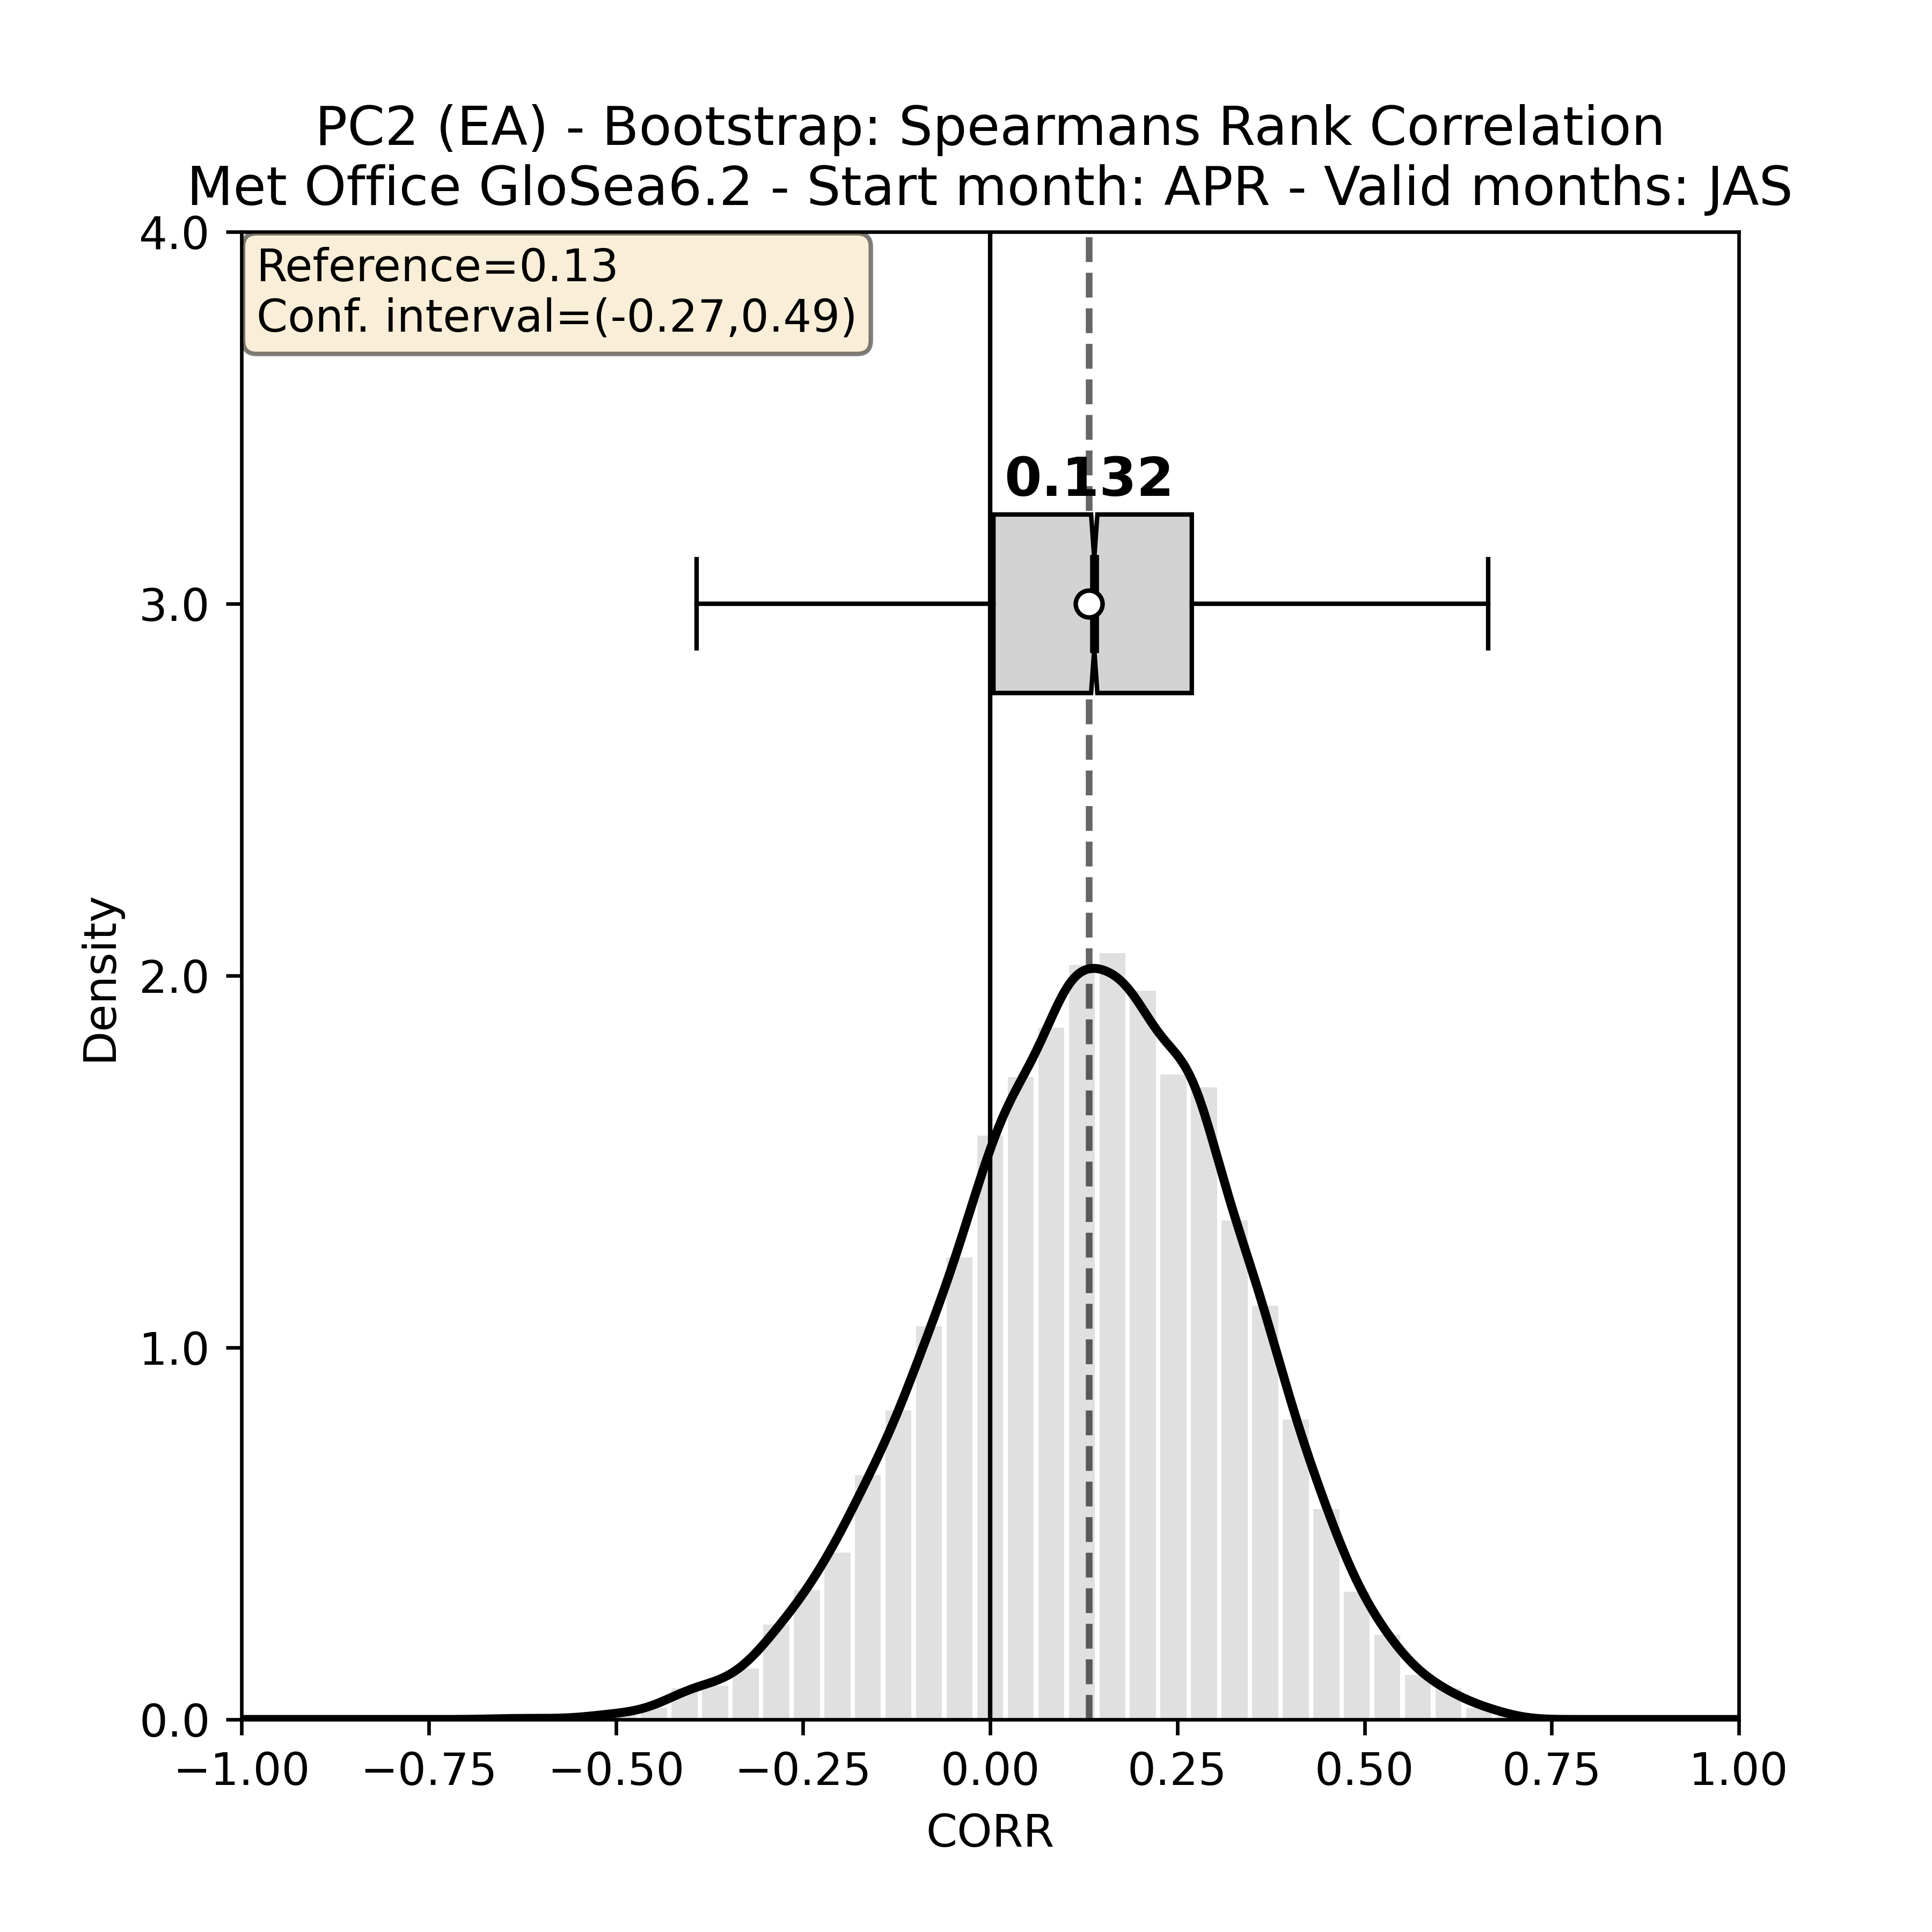 PC2 (EA) - Bootstrap: Spearmans Rank Correlation
Met Office GloSea6.2 - Start month: APR - Valid months: JAS
Reference=0.13
Conf. interval=(-0.27,0.49)
0.132
4.0
3.0
2.0
1.0
0.0
Density
−1.00 −0.75 −0.50 −0.25 0.00 0.25 0.50 0.75 1.00
CORR